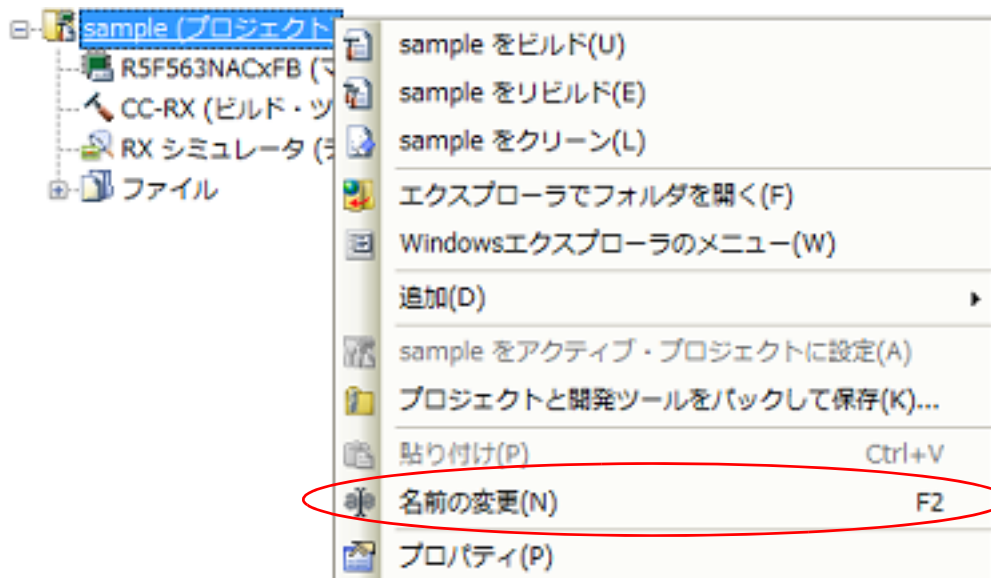 sample (プロジェクト
R5F563NACxFB (マ
CC-RX (ビルド・ツ
RX シミュレータ (デ
ファイル
sample をビルド(U)
sample をリビルド(E)
sample をクリーン(L)
エクスプローラでフォルダを開く(F)
Windowsエクスプローラのメニュー(W)
追加(D)
sample をアクティブ・プロジェクトに設定(A)
プロジェクトと開発ツールをパックして保存(K)...
貼り付け(P) Ctrl+V
名前の変更(N) F2
プロパティ(P)